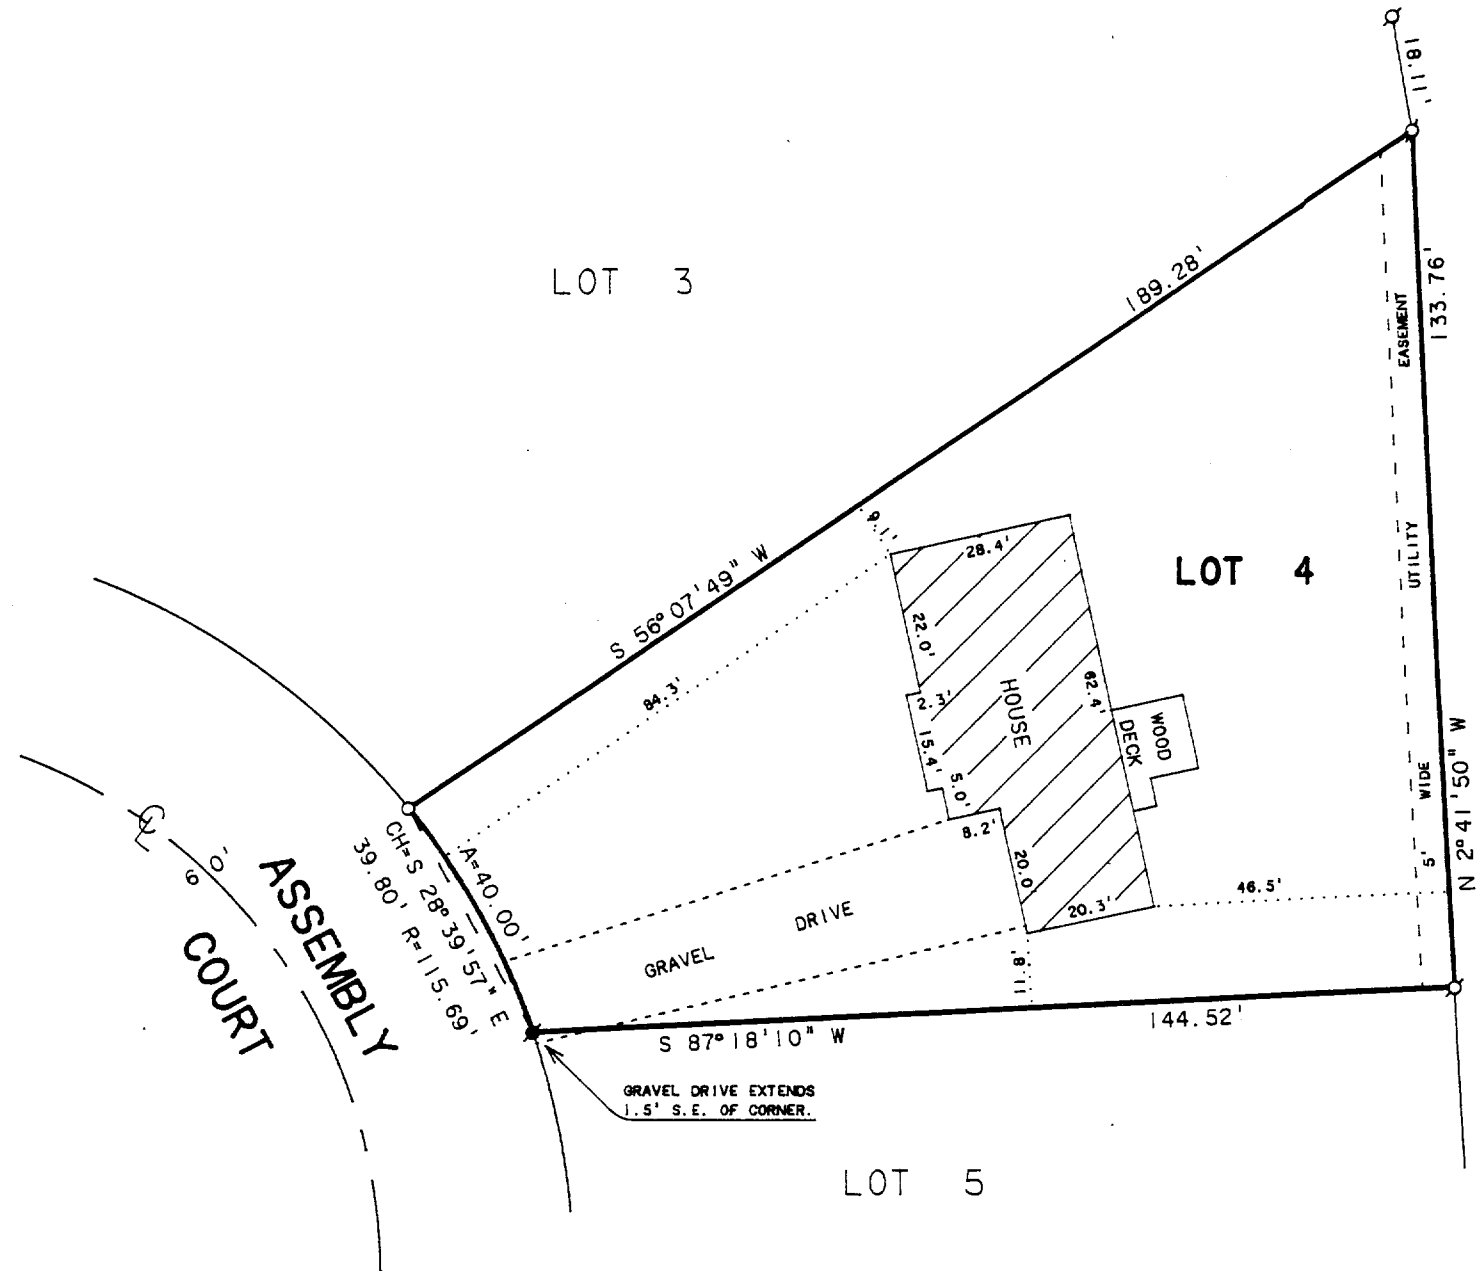 18.11'
LOT 3
189.28'
133.76'
EASEMENT
9.1'
28.4'
S 56° 07'49" W
LOT 4
UTILITY
22.0'
84.3'
2.3'
HOUSE
62.4'
WOOD
DECK
15.4'
5.0'
WIDE
5'
N 2° 41'50" W
8.2'
A=40.00'
CH= S 28° 39'57" E
39.80' R=115.69'
60'
ASSEMBLY
COURT
20.0'
20.3'
46.5'
GRAVEL DRIVE
11.8'
144.52'
S 87° 18'10" W
GRAVEL DRIVE EXTENDS
1.5' S.E. OF CORNER.
LOT 5